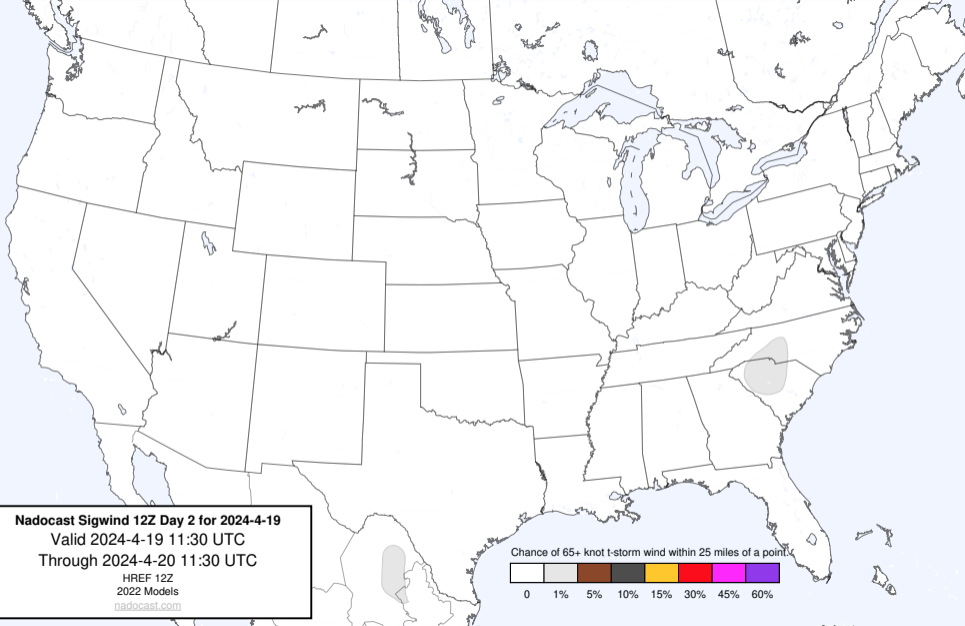 Nadocast Sigwind 12Z Day 2 for 2024-4-19
Valid 2024-4-19 11:30 UTC
Through 2024-4-20 11:30 UTC
HREF 12Z
2022 Models
nadocast.com
Chance of 65+ knot t-storm wind within 25 miles of a point.
0 1% 5% 10% 15% 30% 45% 60%